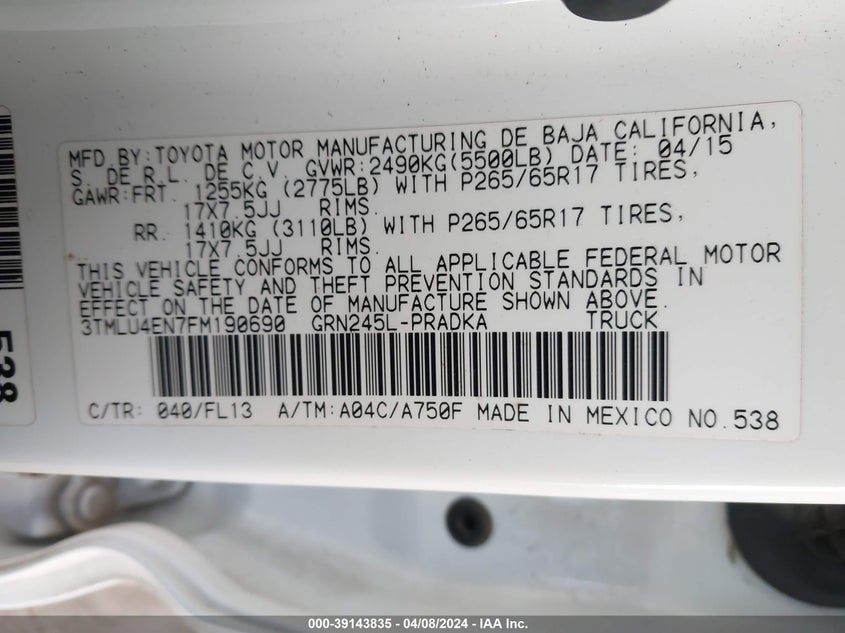 MFD.BY:TOYOTA MOTOR MANUFACTURING DE BAJA CALIFORNIA,
S. DE R.L. DE C.V. GVWR:2490KG(5500LB) DATE: 04/15
GAWR:FRT. 1255KG (2775LB) WITH P265/65R17 TIRES,
17X7.5JJ RIMS.
RR. 1410KG (3110LB) WITH P265/65R17 TIRES,
17X7.5JJ RIMS.
THIS VEHICLE CONFORMS TO ALL APPLICABLE FEDERAL MOTOR
VEHICLE SAFETY AND THEFT PREVENTION STANDARDS IN
EFFECT ON THE DATE OF MANUFACTURE SHOWN ABOVE.
3TMLU4EN7FM190690 GRN245L-PRADKA TRUCK
C/TR: 040/FL13 A/TM:A04C/A750F MADE IN MEXICO NO.538
538
000-39143835 - 04/08/2024 - IAA Inc.